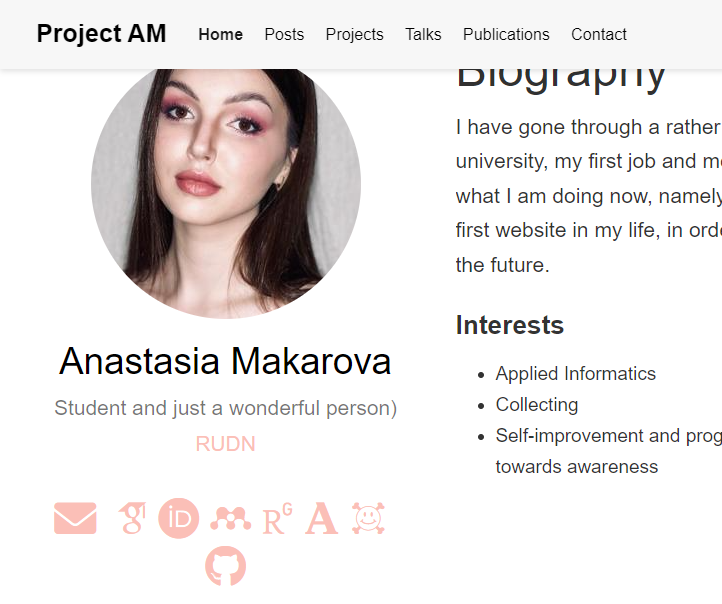 Project AM Home Posts Projects Talks Publications Contact
Biography
I have gone through a rather
university, my first job and
what I am doing now, namely
first website in my life, in
the future.
Interests
Applied Informatics
Collecting
Self-improvement and
towards awareness
Anastasia Makarova
Student and just a wonderful person)
RUDN
iD RG A